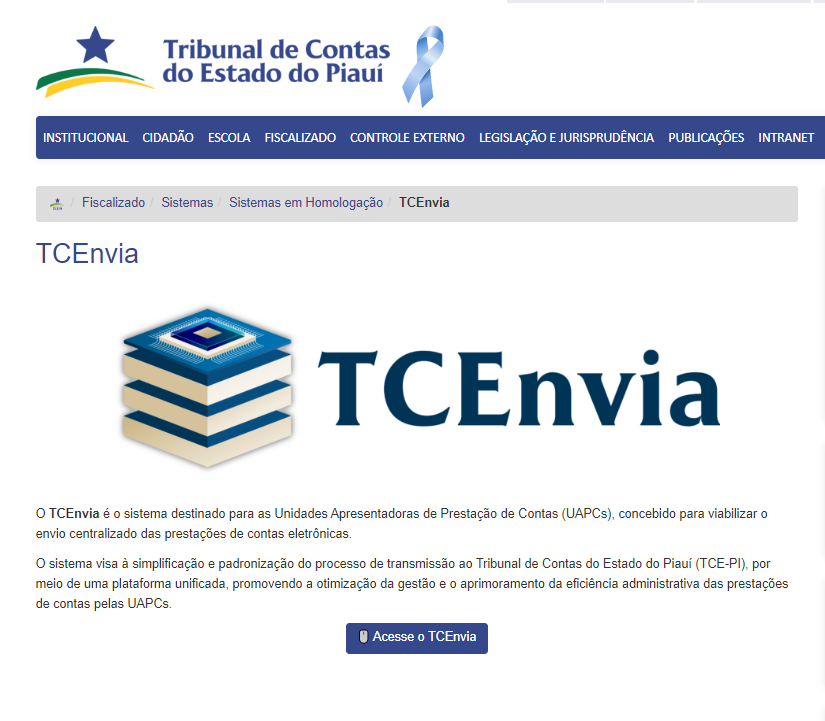 Tribunal de Contas
do Estado do Piauí
INSTITUCIONAL CIDADÃO ESCOLA FISCALIZADO CONTROLE EXTERNO LEGISLAÇÃO E JURISPRUDÊNCIA PUBLICAÇÕES INTRANET
/ Fiscalizado / Sistemas / Sistemas em Homologação / TCEnvia
TCEnvia
TCEnvia
O TCEnvia é o sistema destinado para as Unidades Apresentadoras de Prestação de Contas (UAPCs), concebido para viabilizar o
envio centralizado das prestações de contas eletrônicas.
O sistema visa à simplificação e padronização do processo de transmissão ao Tribunal de Contas do Estado do Piauí (TCE-PI), por
meio de uma plataforma unificada, promovendo a otimização da gestão e o aprimoramento da eficiência administrativa das prestações
de contas pelas UAPCs.
Acesse o TCEnvia